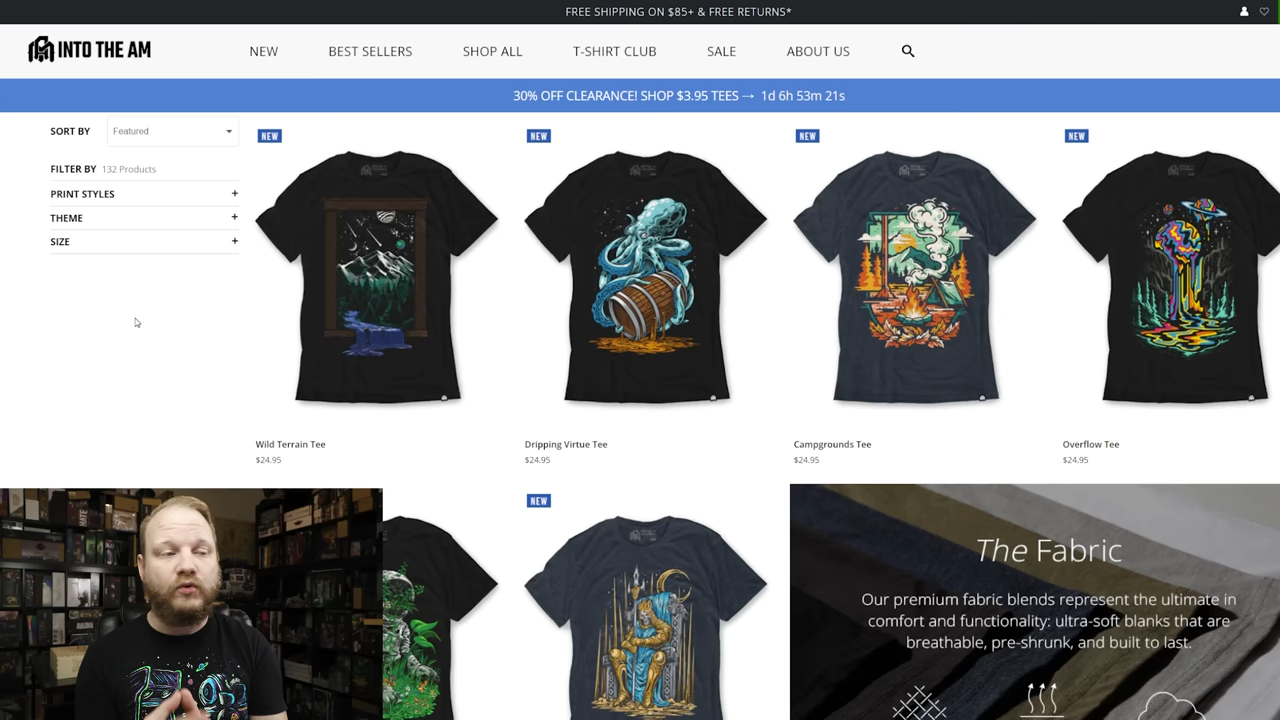 FREE SHIPPING ON $85+ & FREE RETURNS*
INTO THE AM
NEW
BEST SELLERS
SHOP ALL
T-SHIRT CLUB
SALE
ABOUT US
30% OFF CLEARANCE! SHOP $3.95 TEES → 1d 6h 53m 21s
SORT BY
Featured
FILTER BY 132 Products
PRINT STYLES +
THEME +
SIZE +
NEW
NEW
NEW
NEW
Wild Terrain Tee
$24.95
Dripping Virtue Tee
$24.95
Campgrounds Tee
$24.95
Overflow Tee
$24.95
NEW
The Fabric
Our premium fabric blends represent the ultimate in
comfort and functionality: ultra-soft blanks that are
breathable, pre-shrunk, and built to last.